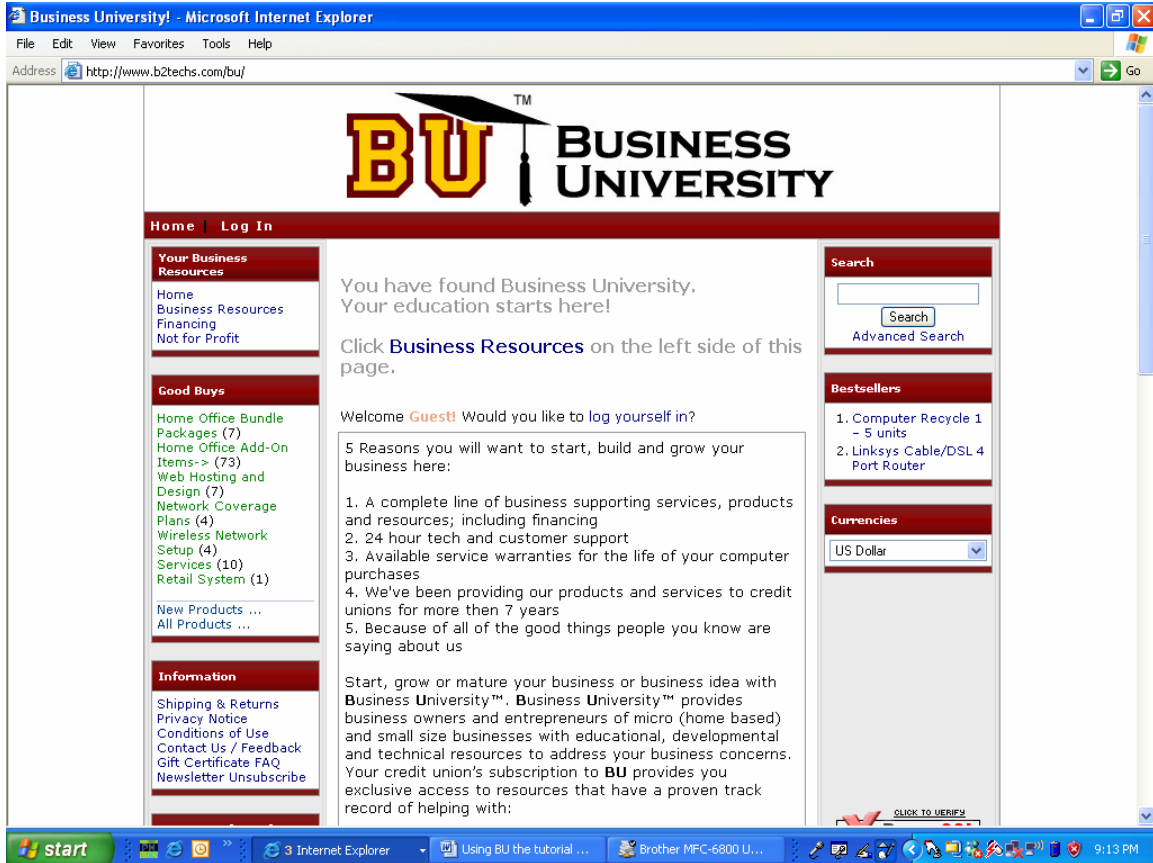 Business University! - Microsoft Internet Explorer
File Edit View Favorites Tools Help
Address http://www.b2techs.com/bu/ Go
BU TM BUSINESS
UNIVERSITY
Home | Log In
Your Business
Resources
Home
Business Resources
Financing
Not for Profit
Good Buys
Home Office Bundle
Packages (7)
Home Office Add-On
Items-> (73)
Web Hosting and
Design (7)
Network Coverage
Plans (4)
Wireless Network
Setup (4)
Services (10)
Retail System (1)
New Products ...
All Products ...
Information
Shipping & Returns
Privacy Notice
Conditions of Use
Contact Us / Feedback
Gift Certificate FAQ
Newsletter Unsubscribe
You have found Business University.
Your education starts here!
Click Business Resources on the left side of this
page.
Welcome Guest! Would you like to log yourself in?
5 Reasons you will want to start, build and grow your
business here:
1. A complete line of business supporting services, products
and resources; including financing
2. 24 hour tech and customer support
3. Available service warranties for the life of your computer
purchases
4. We've been providing our products and services to credit
unions for more then 7 years
5. Because of all of the good things people you know are
saying about us
Start, grow or mature your business or business idea with
Business University™. Business University™ provides
business owners and entrepreneurs of micro (home based)
and small size businesses with educational, developmental
and technical resources to address your business concerns.
Your credit union's subscription to BU provides you
exclusive access to resources that have a proven track
record of helping with:
Search
Search
Advanced Search
Bestsellers
1. Computer Recycle 1
– 5 units
2. Linksys Cable/DSL 4
Port Router
Currencies
US Dollar
CLICK TO VERIFY
start 3 Internet Explorer Using BU the tutorial ... Brother MFC-6800 U... 9:13 PM